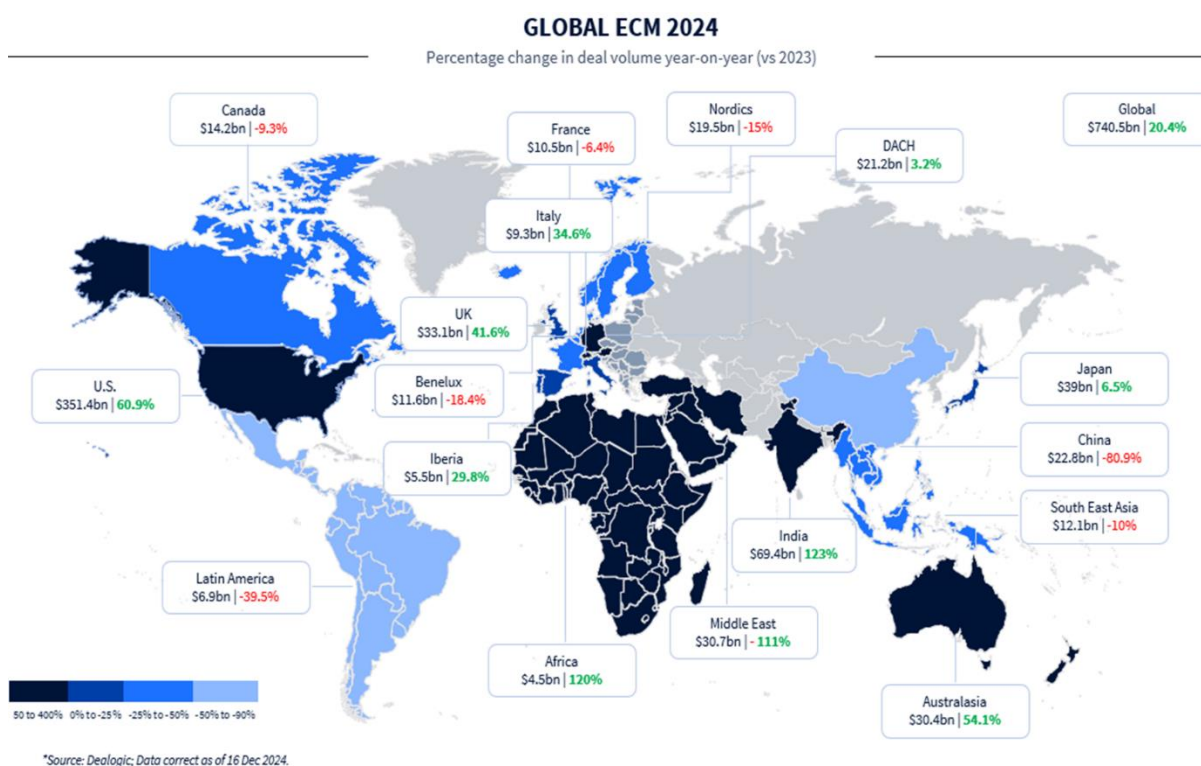 GLOBAL ECM 2024
Percentage change in deal volume year-on-year (vs 2023)
Canada
$14.2bn | -9.3%
France
$10.5bn | -6.4%
Nordics
$19.5bn | -15%
DACH
$21.2bn | 3.2%
Global
$740.5bn | 20.4%
Italy
$9.3bn | 34.6%
UK
$33.1bn | 41.6%
U.S.
$351.4bn | 60.9%
Benelux
$11.6bn | -18.4%
Japan
$39bn | 6.5%
Iberia
$5.5bn | 29.8%
China
$22.8bn | -80.9%
South East Asia
$12.1bn | -10%
India
$69.4bn | 123%
Latin America
$6.9bn | -39.5%
Middle East
$30.7bn | - 111%
Africa
$4.5bn | 120%
Australasia
$30.4bn | 54.1%
50 to 400% 0% to -25% -25% to -50% -50% to -90%
*Source: Dealogic; Data correct as of 16 Dec 2024.